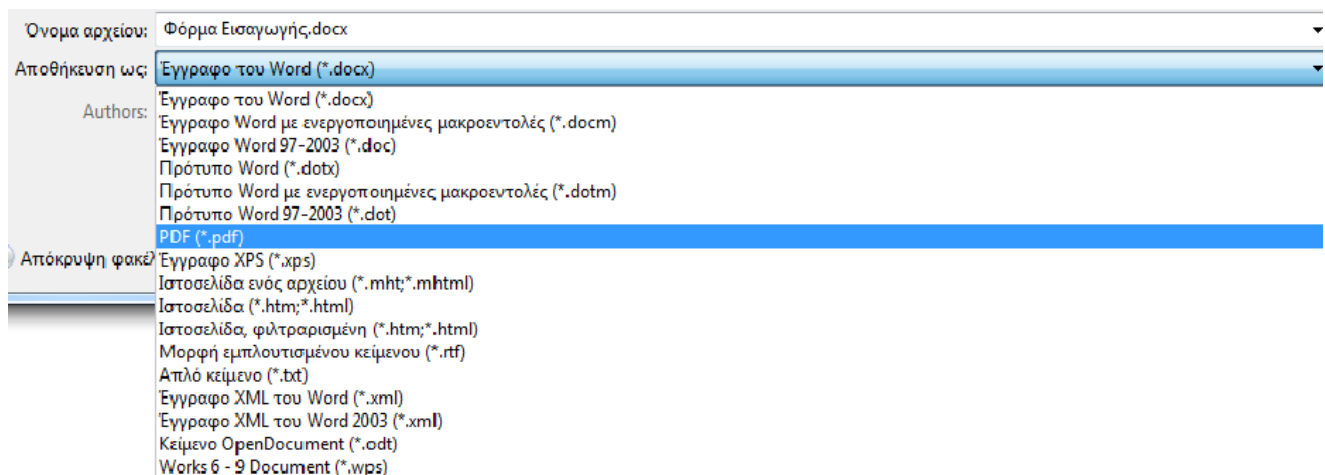 Όνομα αρχείου: Φόρμα Εισαγωγής.docx
Αποθήκευση ως: Έγγραφο του Word (*.docx)
Authors:
Έγγραφο του Word (*.docx)
Έγγραφο Word με ενεργοποιημένες μακροεντολές (*.docm)
Έγγραφο Word 97-2003 (*.doc)
Πρότυπο Word (*.dotx)
Πρότυπο Word με ενεργοποιημένες μακροεντολές (*.dotm)
Πρότυπο Word 97-2003 (*.dot)
PDF (*.pdf)
Απόκρυψη Έγγραφο XPS (*.xps)
Ιστοσελίδα ενός αρχείου (*.mht;*.mhtml)
Ιστοσελίδα (*.htm;*.html)
Ιστοσελίδα, φιλτραρισμένη (*.htm;*.html)
Μορφή εμπλουτισμένου κείμενου (*.rtf)
Απλό κείμενο (*.txt)
Έγγραφο XML του Word (*.xml)
Έγγραφο XML του Word 2003 (*.xml)
Κείμενο OpenDocument (*.odt)
Works 6 - 9 Document (*.wps)